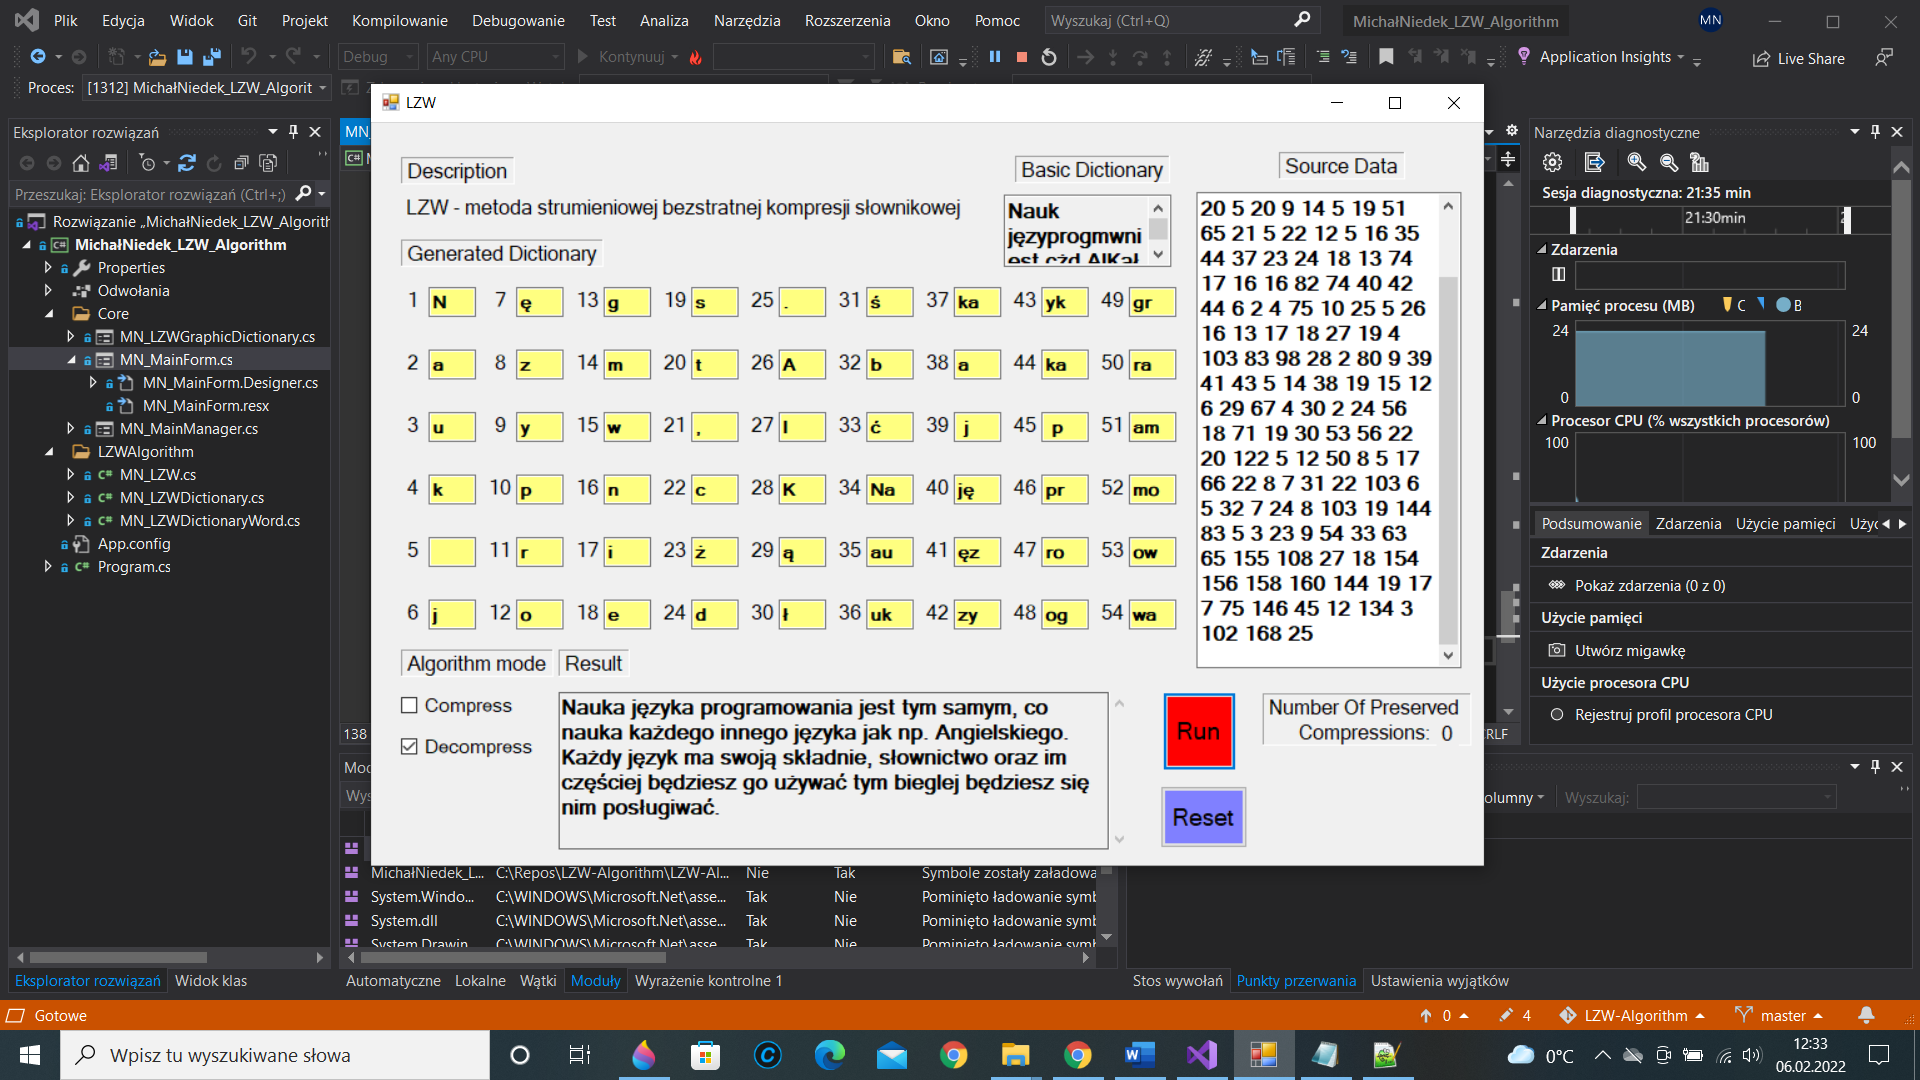 Plik Edycja Widok Git Projekt Kompilowanie Debugowanie Test Analiza Narzędzia Rozszerzenia Okno Pomoc Wyszukaj (Ctrl+Q) MichałNiedek_LZW_Algorithm MN
Debug Any CPU Kontynuuj Application Insights Live Share
Proces: [1312] MichałNiedek_LZW_Algorit
LZW
Eksplorator rozwiązań
Przeszukaj: Eksplorator rozwiązań (Ctrl+;)
Rozwiązanie „MichałNiedek_LZW_Algorith
MichałNiedek_LZW_Algorithm
Properties
Odwołania
Core
MN_LZWGraphicDictionary.cs
MN_MainForm.cs
MN_MainForm.Designer.cs
MN_MainForm.resx
MN_MainManager.cs
LZWAlgorithm
MN_LZW.cs
MN_LZWDictionary.cs
MN_LZWDictionaryWord.cs
App.config
Program.cs
Description
LZW - metoda strumieniowej bezstratnej kompresji słownikowej
Basic Dictionary
Nauk
językprogmwni
Source Data
20 5 20 9 14 5 19 51
65 21 5 22 12 5 16 35
44 37 23 24 18 13 74
17 16 16 82 74 40 42
44 6 2 4 75 10 25 5 26
16 13 17 18 27 19 4
103 83 98 28 2 80 9 39
41 43 5 14 38 19 15 12
6 29 67 4 30 2 24 56
18 71 19 30 53 56 22
20 122 5 12 50 8 5 17
66 22 8 7 31 22 103 6
5 32 7 24 8 103 19 144
83 5 3 23 9 54 33 63
65 155 108 27 18 154
156 158 160 144 19 17
7 75 146 45 12 134 3
102 168 25
Generated Dictionary
1 N 7 ę 13 g 19 s 25 . 31 ś 37 ka 43 yk 49 gr
2 a 8 z 14 m 20 t 26 A 32 b 38 a 44 ka 50 ra
3 u 9 y 15 w 21 , 27 l 33 ć 39 j 45 p 51 am
4 k 10 p 16 n 22 c 28 K 34 Na 40 ję 46 pr 52 mo
5 11 r 17 i 23 ż 29 ą 35 au 41 ęz 47 ro 53 ow
6 j 12 o 18 e 24 d 30 ł 36 uk 42 zy 48 og 54 wa
Algorithm mode Result
Compress
Decompress
Nauka języka programowania jest tym samym, co
nauka każdego innego języka jak np. Angielskiego.
Każdy język ma swoją składnie, słownictwo oraz im
częściej będziesz go używać tym bieglej będziesz się
nim posługiwać.
Run
Reset
Number Of Preserved
Compressions: 0
Narzędzia diagnostyczne
Sesja diagnostyczna: 21:35 min
21:30min
Zdarzenia
Pamięć procesu (MB) C B
24 24
0 0
Procesor CPU (% wszystkich procesorów)
100 100
Podsumowanie Zdarzenia Użycie pamięci Użyc
Zdarzenia
Pokaż zdarzenia (0 z 0)
Użycie pamięci
Utwórz migawkę
Użycie procesora CPU
Rejestruj profil procesora CPU
138
CRLF
Wyszukaj:
MichałNiedek_L... C:\Repos\LZW-Algorithm\LZW-Al... Nie Tak Symbole zostały załadowa
System.Windo... C:\WINDOWS\Microsoft.Net\asse... Tak Nie Pominięto ładowanie symb
System.dll C:\WINDOWS\Microsoft.Net\asse... Tak Nie Pominięto ładowanie symb
System.Drawin C:\WINDOWS\Microsoft.Net\asse Tak Nie Pominięto ładowanie symb
Eksplorator rozwiązań Widok klas Automatyczne Lokalne Wątki Moduły Wyrażenie kontrolne 1 Stos wywołań Punkty przerwania Ustawienia wyjątków
Gotowe 0 4 LZW-Algorithm master
Wpisz tu wyszukiwane słowa 0°C 12:33
06.02.2022